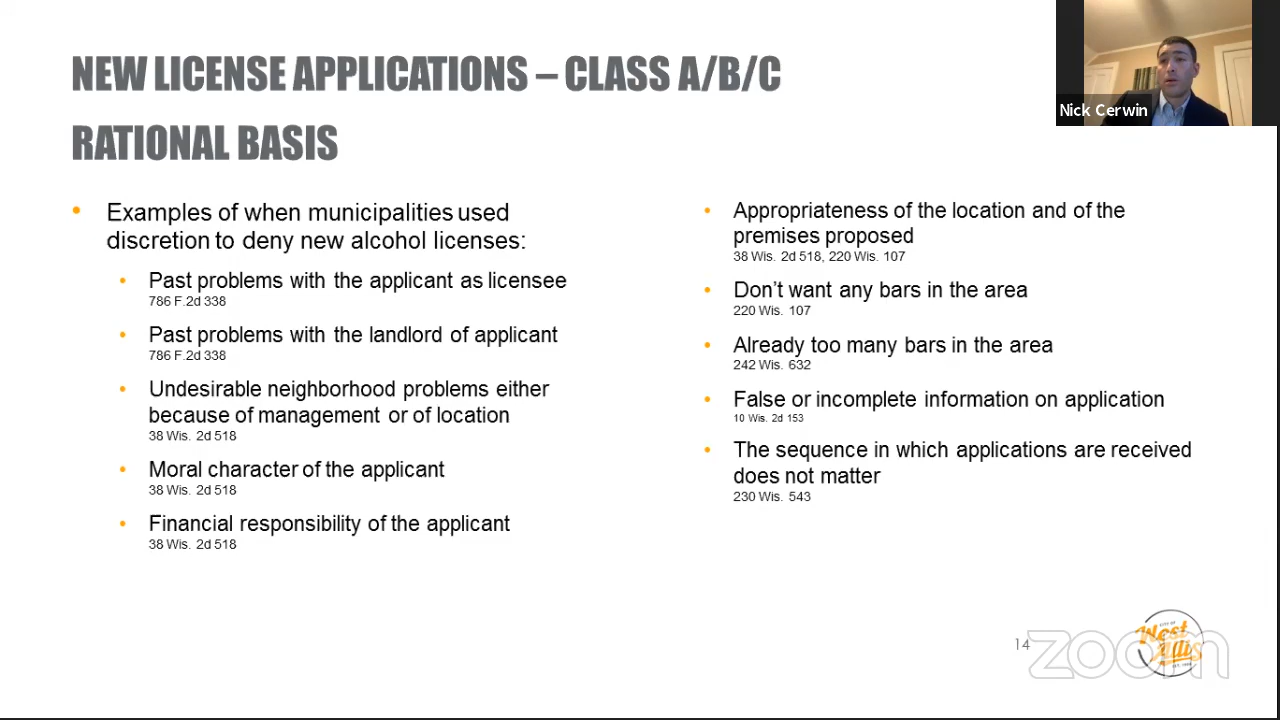 NEW LICENSE APPLICATIONS – CLASS A/B/C
RATIONAL BASIS
Nick Cerwin
• Examples of when municipalities used
discretion to deny new alcohol licenses:
• Past problems with the applicant as licensee
786 F.2d 338
• Past problems with the landlord of applicant
786 F.2d 338
• Undesirable neighborhood problems either
because of management or of location
38 Wis. 2d 518
• Moral character of the applicant
38 Wis. 2d 518
• Financial responsibility of the applicant
38 Wis. 2d 518
• Appropriateness of the location and of the
premises proposed
38 Wis. 2d 518, 220 Wis. 107
• Don’t want any bars in the area
220 Wis. 107
• Already too many bars in the area
242 Wis. 632
• False or incomplete information on application
10 Wis. 2d 153
• The sequence in which applications are received
does not matter
230 Wis. 543
14
CITY OF
West
Allis
zoom